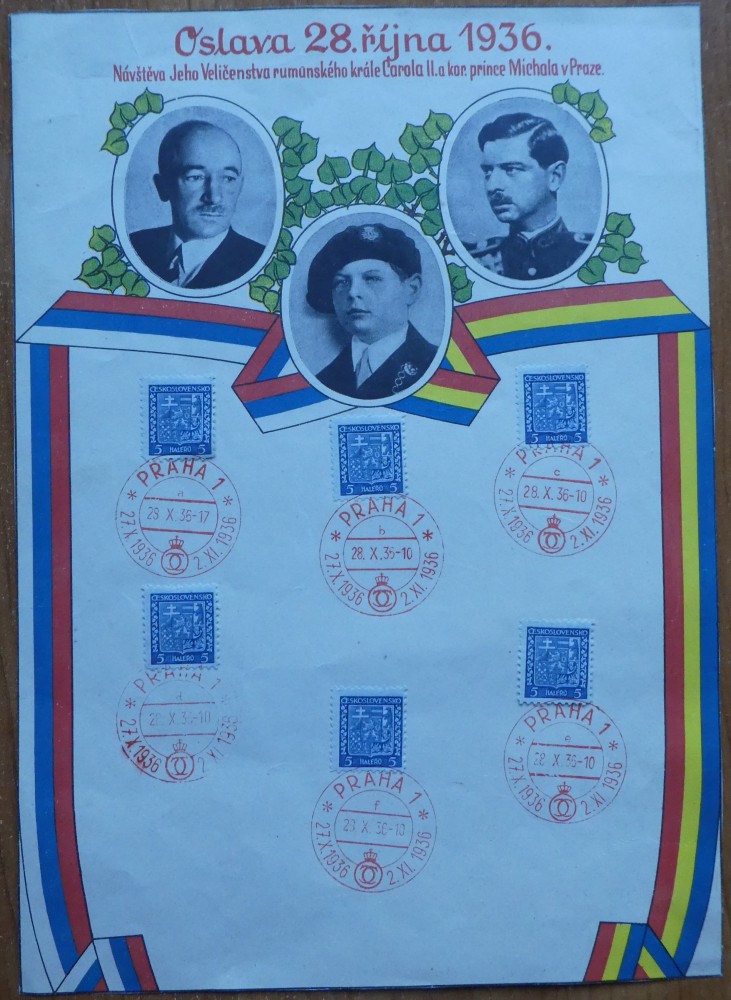 Oslava 28. října 1936.
Návštěva Jeho Veličenstva rumunského krále Carola II. a kor. prince Michala v Praze.
ČESKOSLOVENSKO
5 HALÉŘŮ 5
PRAHA 1
a
28. X. 36-17
* 27.X.1936 2.XI.1936 *
ČESKOSLOVENSKO
5 HALÉŘŮ 5
PRAHA 1
b
28. X. 36-10
* 27.X.1936 2.XI.1936 *
ČESKOSLOVENSKO
5 HALÉŘŮ 5
PRAHA 1
c
28. X. 36-10
* 27.X.1936 2.XI.1936 *
ČESKOSLOVENSKO
5 HALÉŘŮ 5
PRAHA 1
d
28. X. 36-10
* 27.X.1936 2.XI.1936
ČESKOSLOVENSKO
5 HALÉŘŮ 5
PRAHA 1
f
28. X. 36-10
* 27.X.1936 2.XI.1936 *
ČESKOSLOVENSKO
5 HALÉŘŮ 5
PRAHA 1
e
28. X. 36-10
* 27.X.1936 2.XI.1936 *